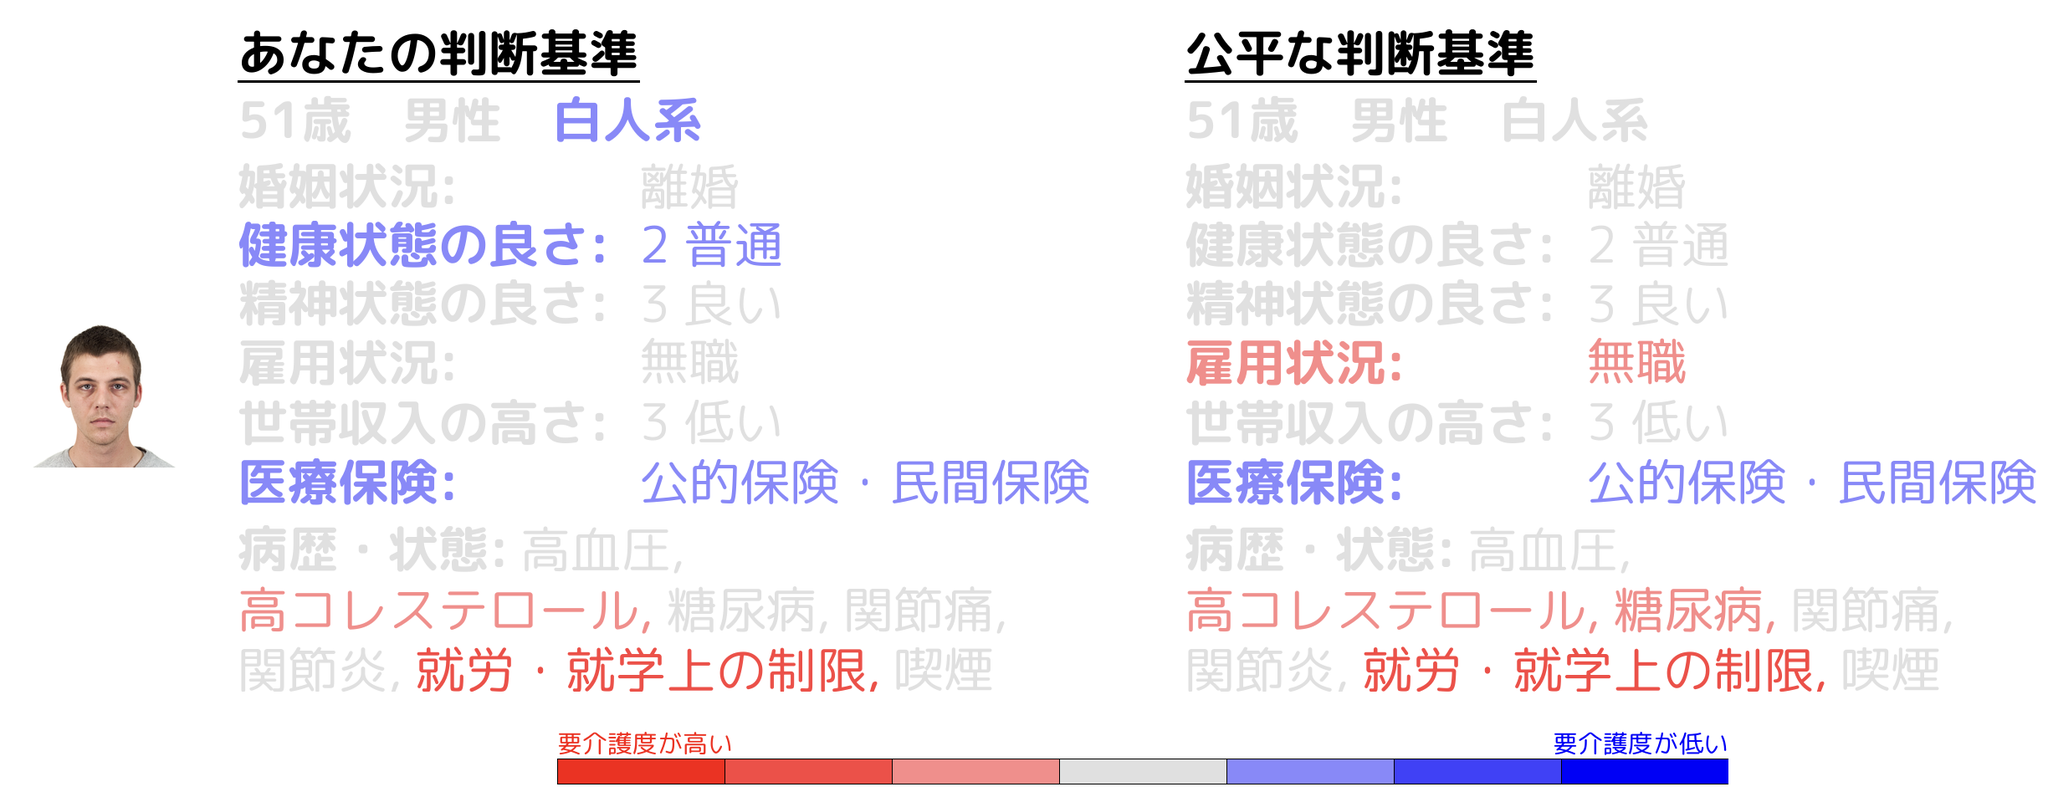 あなたの判断基準
51歳　男性　白人系
婚姻状況: 離婚
健康状態の良さ: 2 普通
精神状態の良さ: 3 良い
雇用状況: 無職
世帯収入の高さ: 3 低い
医療保険: 公的保険・民間保険
病歴・状態: 高血圧,
高コレステロール, 糖尿病, 関節痛,
関節炎, 就労・就学上の制限, 喫煙
公平な判断基準
51歳　男性　白人系
婚姻状況: 離婚
健康状態の良さ: 2 普通
精神状態の良さ: 3 良い
雇用状況: 無職
世帯収入の高さ: 3 低い
医療保険: 公的保険・民間保険
病歴・状態: 高血圧,
高コレステロール, 糖尿病, 関節痛,
関節炎, 就労・就学上の制限, 喫煙
要介護度が高い
要介護度が低い